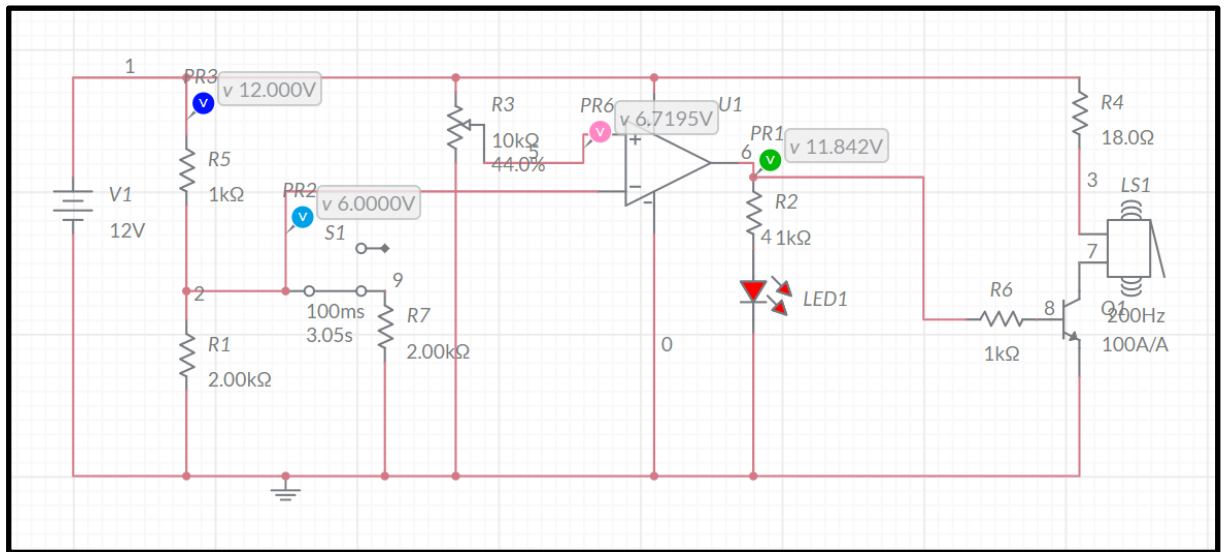 1
PR3
v 12.000V
R5
1kΩ
V1
12V
PR2
v 6.0000V
S1
2
9
100ms
3.05s
R7
2.00kΩ
R1
2.00kΩ
R3
10kΩ
44.0%
5
PR6
v 6.7195V
U1
+
−
-
6
PR1
v 11.842V
R2
4 1kΩ
LED1
0
R4
18.0Ω
3
LS1
7
R6
8
1kΩ
Q1
200Hz
100A/A
V
V
V
V